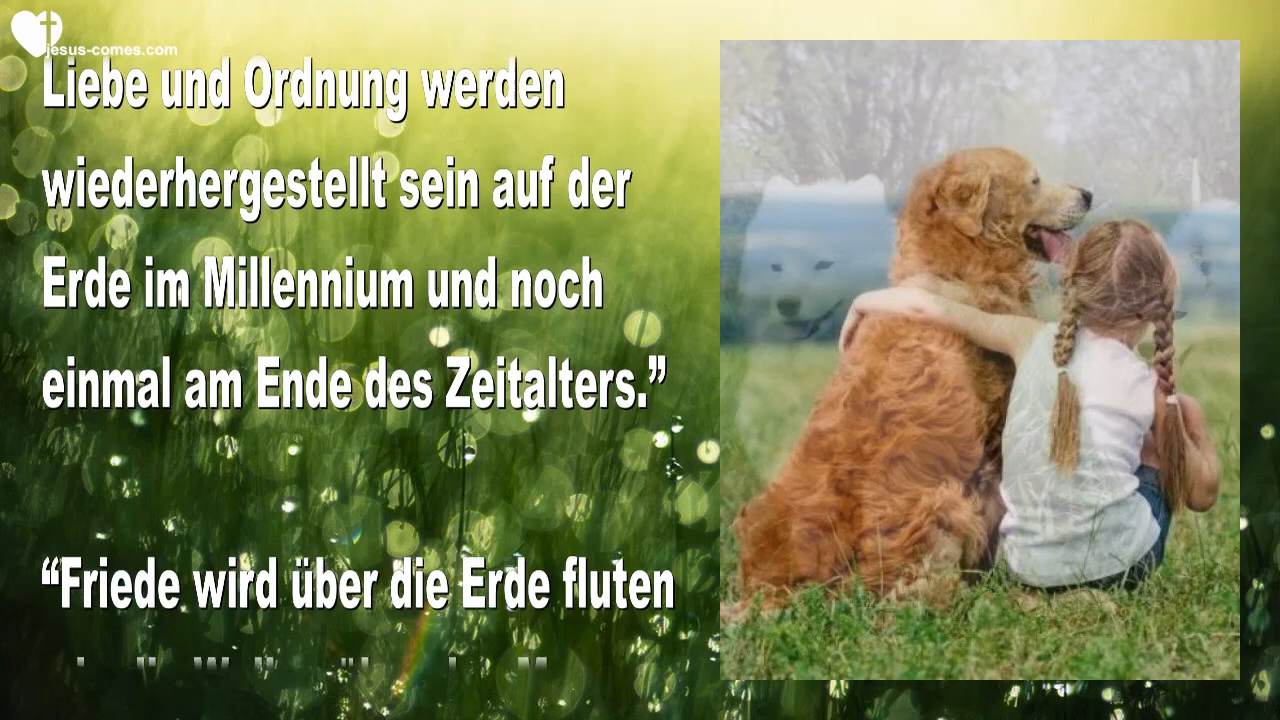 jesus-comes.com
Liebe und Ordnung werden
wiederhergestellt sein auf der
Erde im Millennium und noch
einmal am Ende des Zeitalters.”
“Friede wird über die Erde fluten